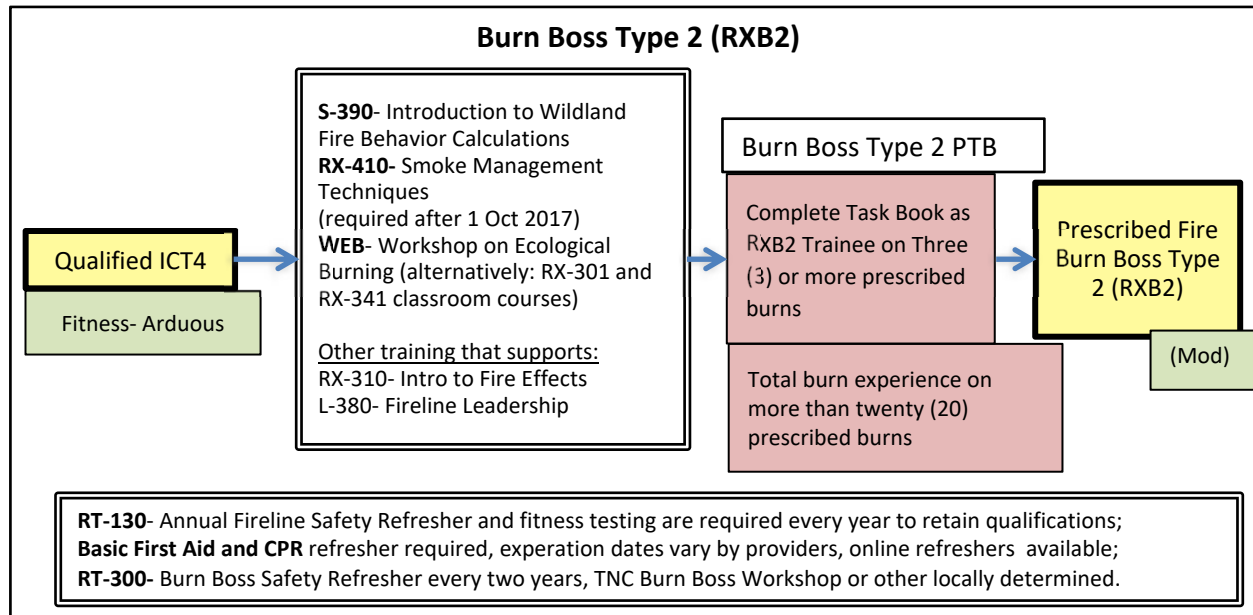 Burn Boss Type 2 (RXB2)
Qualified ICT4
Fitness- Arduous
S-390- Introduction to Wildland
Fire Behavior Calculations
RX-410- Smoke Management
Techniques
(required after 1 Oct 2017)
WEB- Workshop on Ecological
Burning (alternatively: RX-301 and
RX-341 classroom courses)
Other training that supports:
RX-310- Intro to Fire Effects
L-380- Fireline Leadership
Burn Boss Type 2 PTB
Complete Task Book as
RXB2 Trainee on Three
(3) or more prescribed
burns
Total burn experience on
more than twenty (20)
prescribed burns
Prescribed Fire
Burn Boss Type
2 (RXB2)
(Mod)
RT-130- Annual Fireline Safety Refresher and fitness testing are required every year to retain qualifications;
Basic First Aid and CPR refresher required, experation dates vary by providers, online refreshers available;
RT-300- Burn Boss Safety Refresher every two years, TNC Burn Boss Workshop or other locally determined.